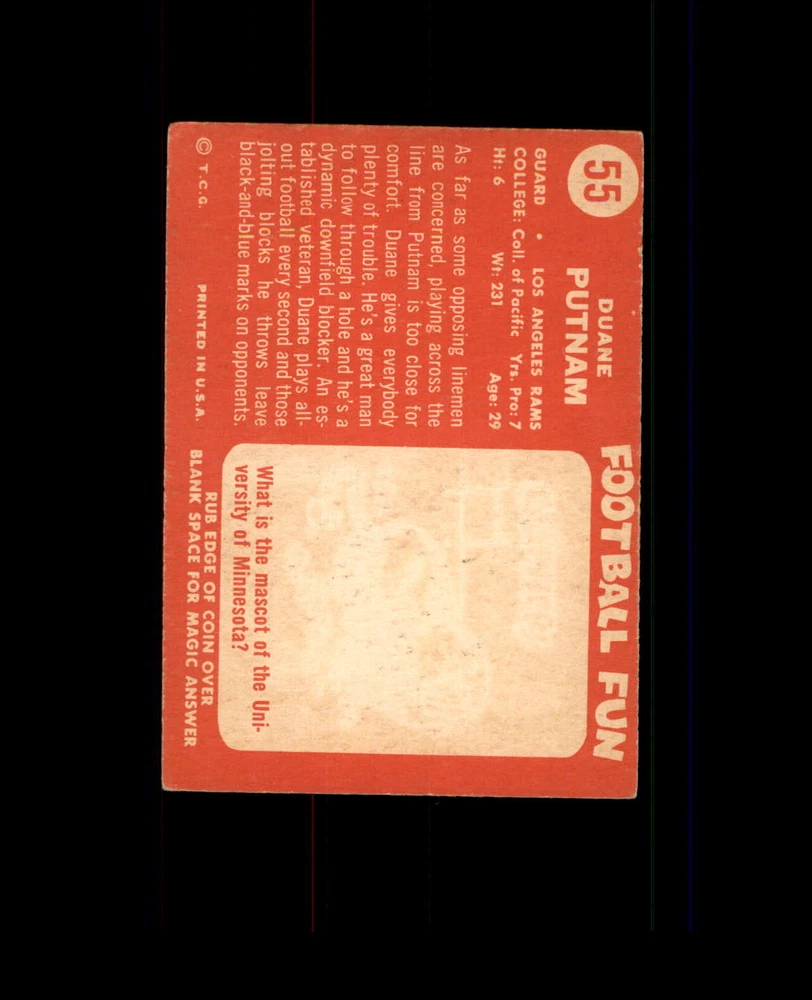 55
DUANE
PUTNAM
GUARD • LOS ANGELES RAMS
COLLEGE: Coll. of Pacific Yrs. Pro: 7
Ht: 6 Wt: 231 Age: 29
As far as some opposing linemen
are concerned, playing across the
line from Putnam is too close for
comfort. Duane gives everybody
plenty of trouble. He's a great man
to follow through a hole and he's a
dynamic downfield blocker. An es-
tablished veteran, Duane plays all-
out football every second and those
jolting blocks he throws leave
black-and-blue marks on opponents.
© T.C.G. PRINTED IN U.S.A.
FOOTBALL FUN
What is the mascot of the Uni-
versity of Minnesota?
RUB EDGE OF COIN OVER
BLANK SPACE FOR MAGIC ANSWER